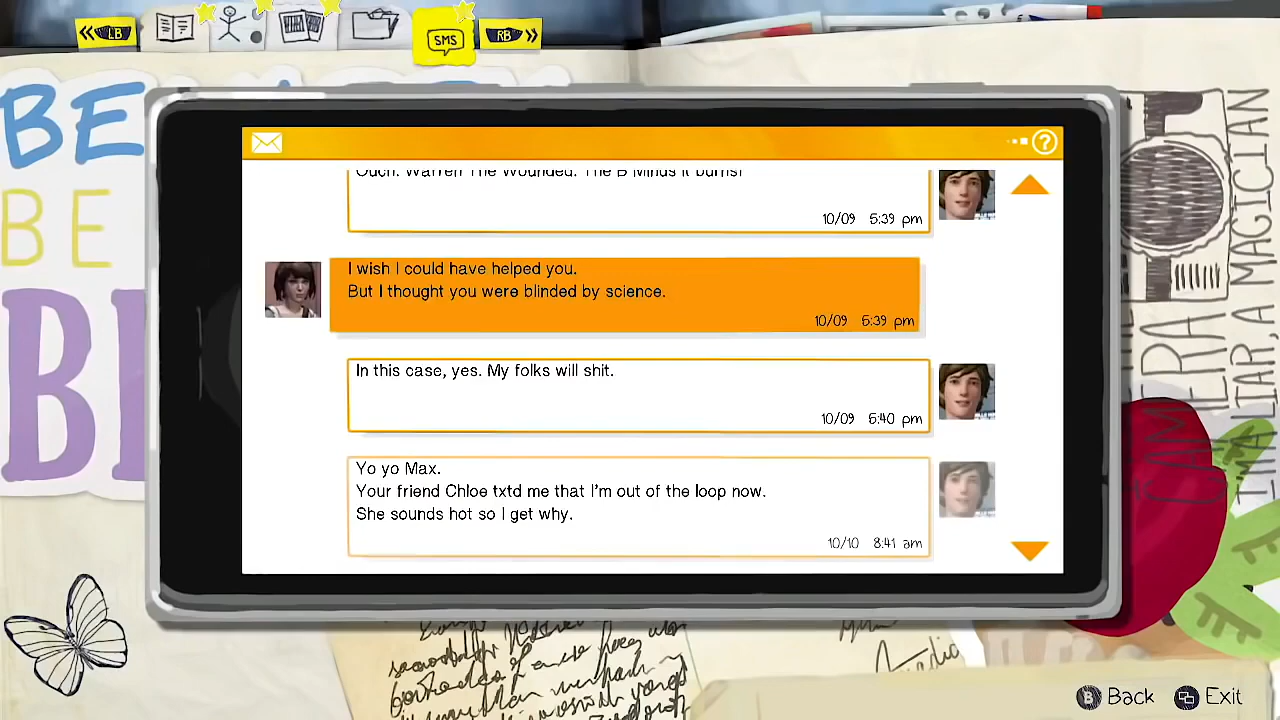 LB
SMS
RB
Ouch. Warren The Wounded. The B Minus it burns!
10/09 5:39 pm
I wish I could have helped you.
But I thought you were blinded by science.
10/09 5:39 pm
In this case, yes. My folks will shit.
10/09 5:40 pm
Yo yo Max.
Your friend Chloe txtd me that I'm out of the loop now.
She sounds hot so I get why.
10/10 8:41 am
BE
BE
I'M A LIAR, A MAGICIAN
B Back
Exit